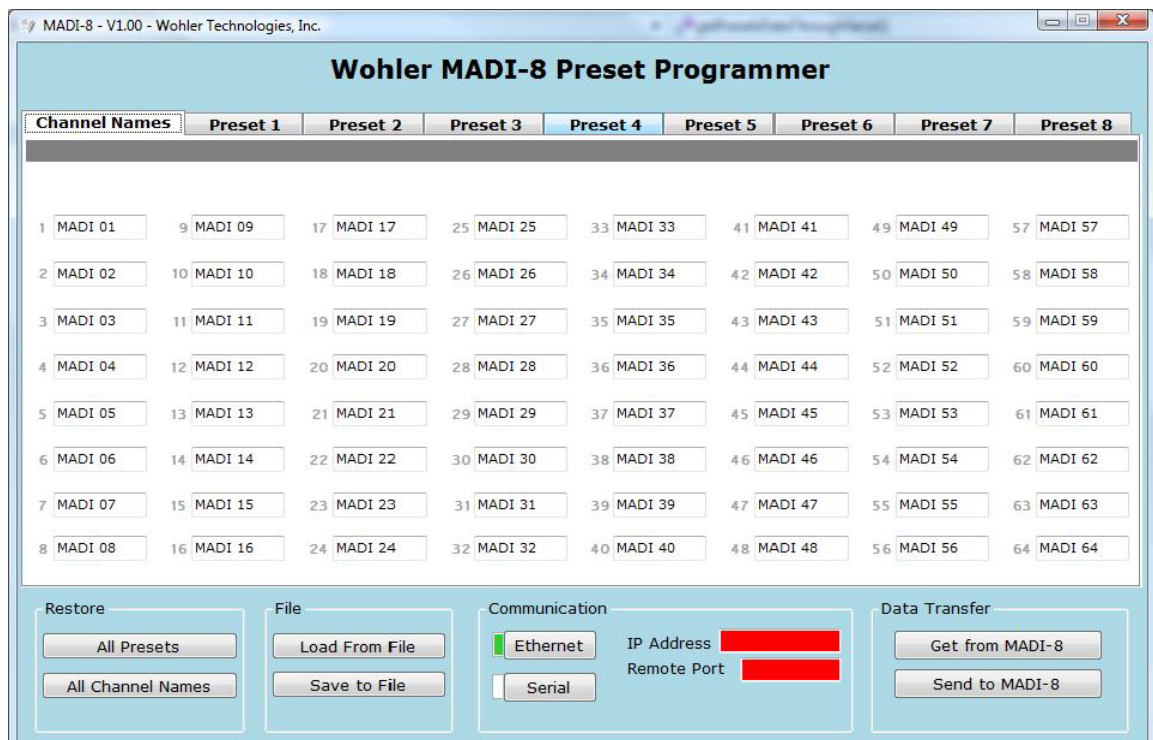 MADI-8 - V1.00 - Wohler Technologies, Inc.
Wohler MADI-8 Preset Programmer
Channel Names Preset 1 Preset 2 Preset 3 Preset 4 Preset 5 Preset 6 Preset 7 Preset 8
1 MADI 01 9 MADI 09 17 MADI 17 25 MADI 25 33 MADI 33 41 MADI 41 49 MADI 49 57 MADI 57
2 MADI 02 10 MADI 10 18 MADI 18 26 MADI 26 34 MADI 34 42 MADI 42 50 MADI 50 58 MADI 58
3 MADI 03 11 MADI 11 19 MADI 19 27 MADI 27 35 MADI 35 43 MADI 43 51 MADI 51 59 MADI 59
4 MADI 04 12 MADI 12 20 MADI 20 28 MADI 28 36 MADI 36 44 MADI 44 52 MADI 52 60 MADI 60
5 MADI 05 13 MADI 13 21 MADI 21 29 MADI 29 37 MADI 37 45 MADI 45 53 MADI 53 61 MADI 61
6 MADI 06 14 MADI 14 22 MADI 22 30 MADI 30 38 MADI 38 46 MADI 46 54 MADI 54 62 MADI 62
7 MADI 07 15 MADI 15 23 MADI 23 31 MADI 31 39 MADI 39 47 MADI 47 55 MADI 55 63 MADI 63
8 MADI 08 16 MADI 16 24 MADI 24 32 MADI 32 40 MADI 40 48 MADI 48 56 MADI 56 64 MADI 64
Restore File Communication Data Transfer
All Presets Load From File Ethernet IP Address Get from MADI-8
All Channel Names Save to File Serial Remote Port Send to MADI-8